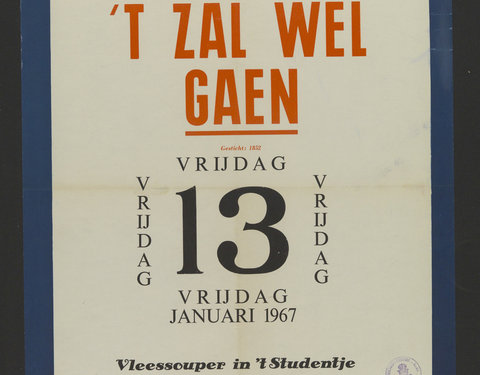 'T ZAL WEL
GAEN
Gesticht: 1852
VRIJDAG
VRIJDAG
13
VRIJDAG
VRIJDAG
JANUARI 1967
Vleessouper in 't Studentje